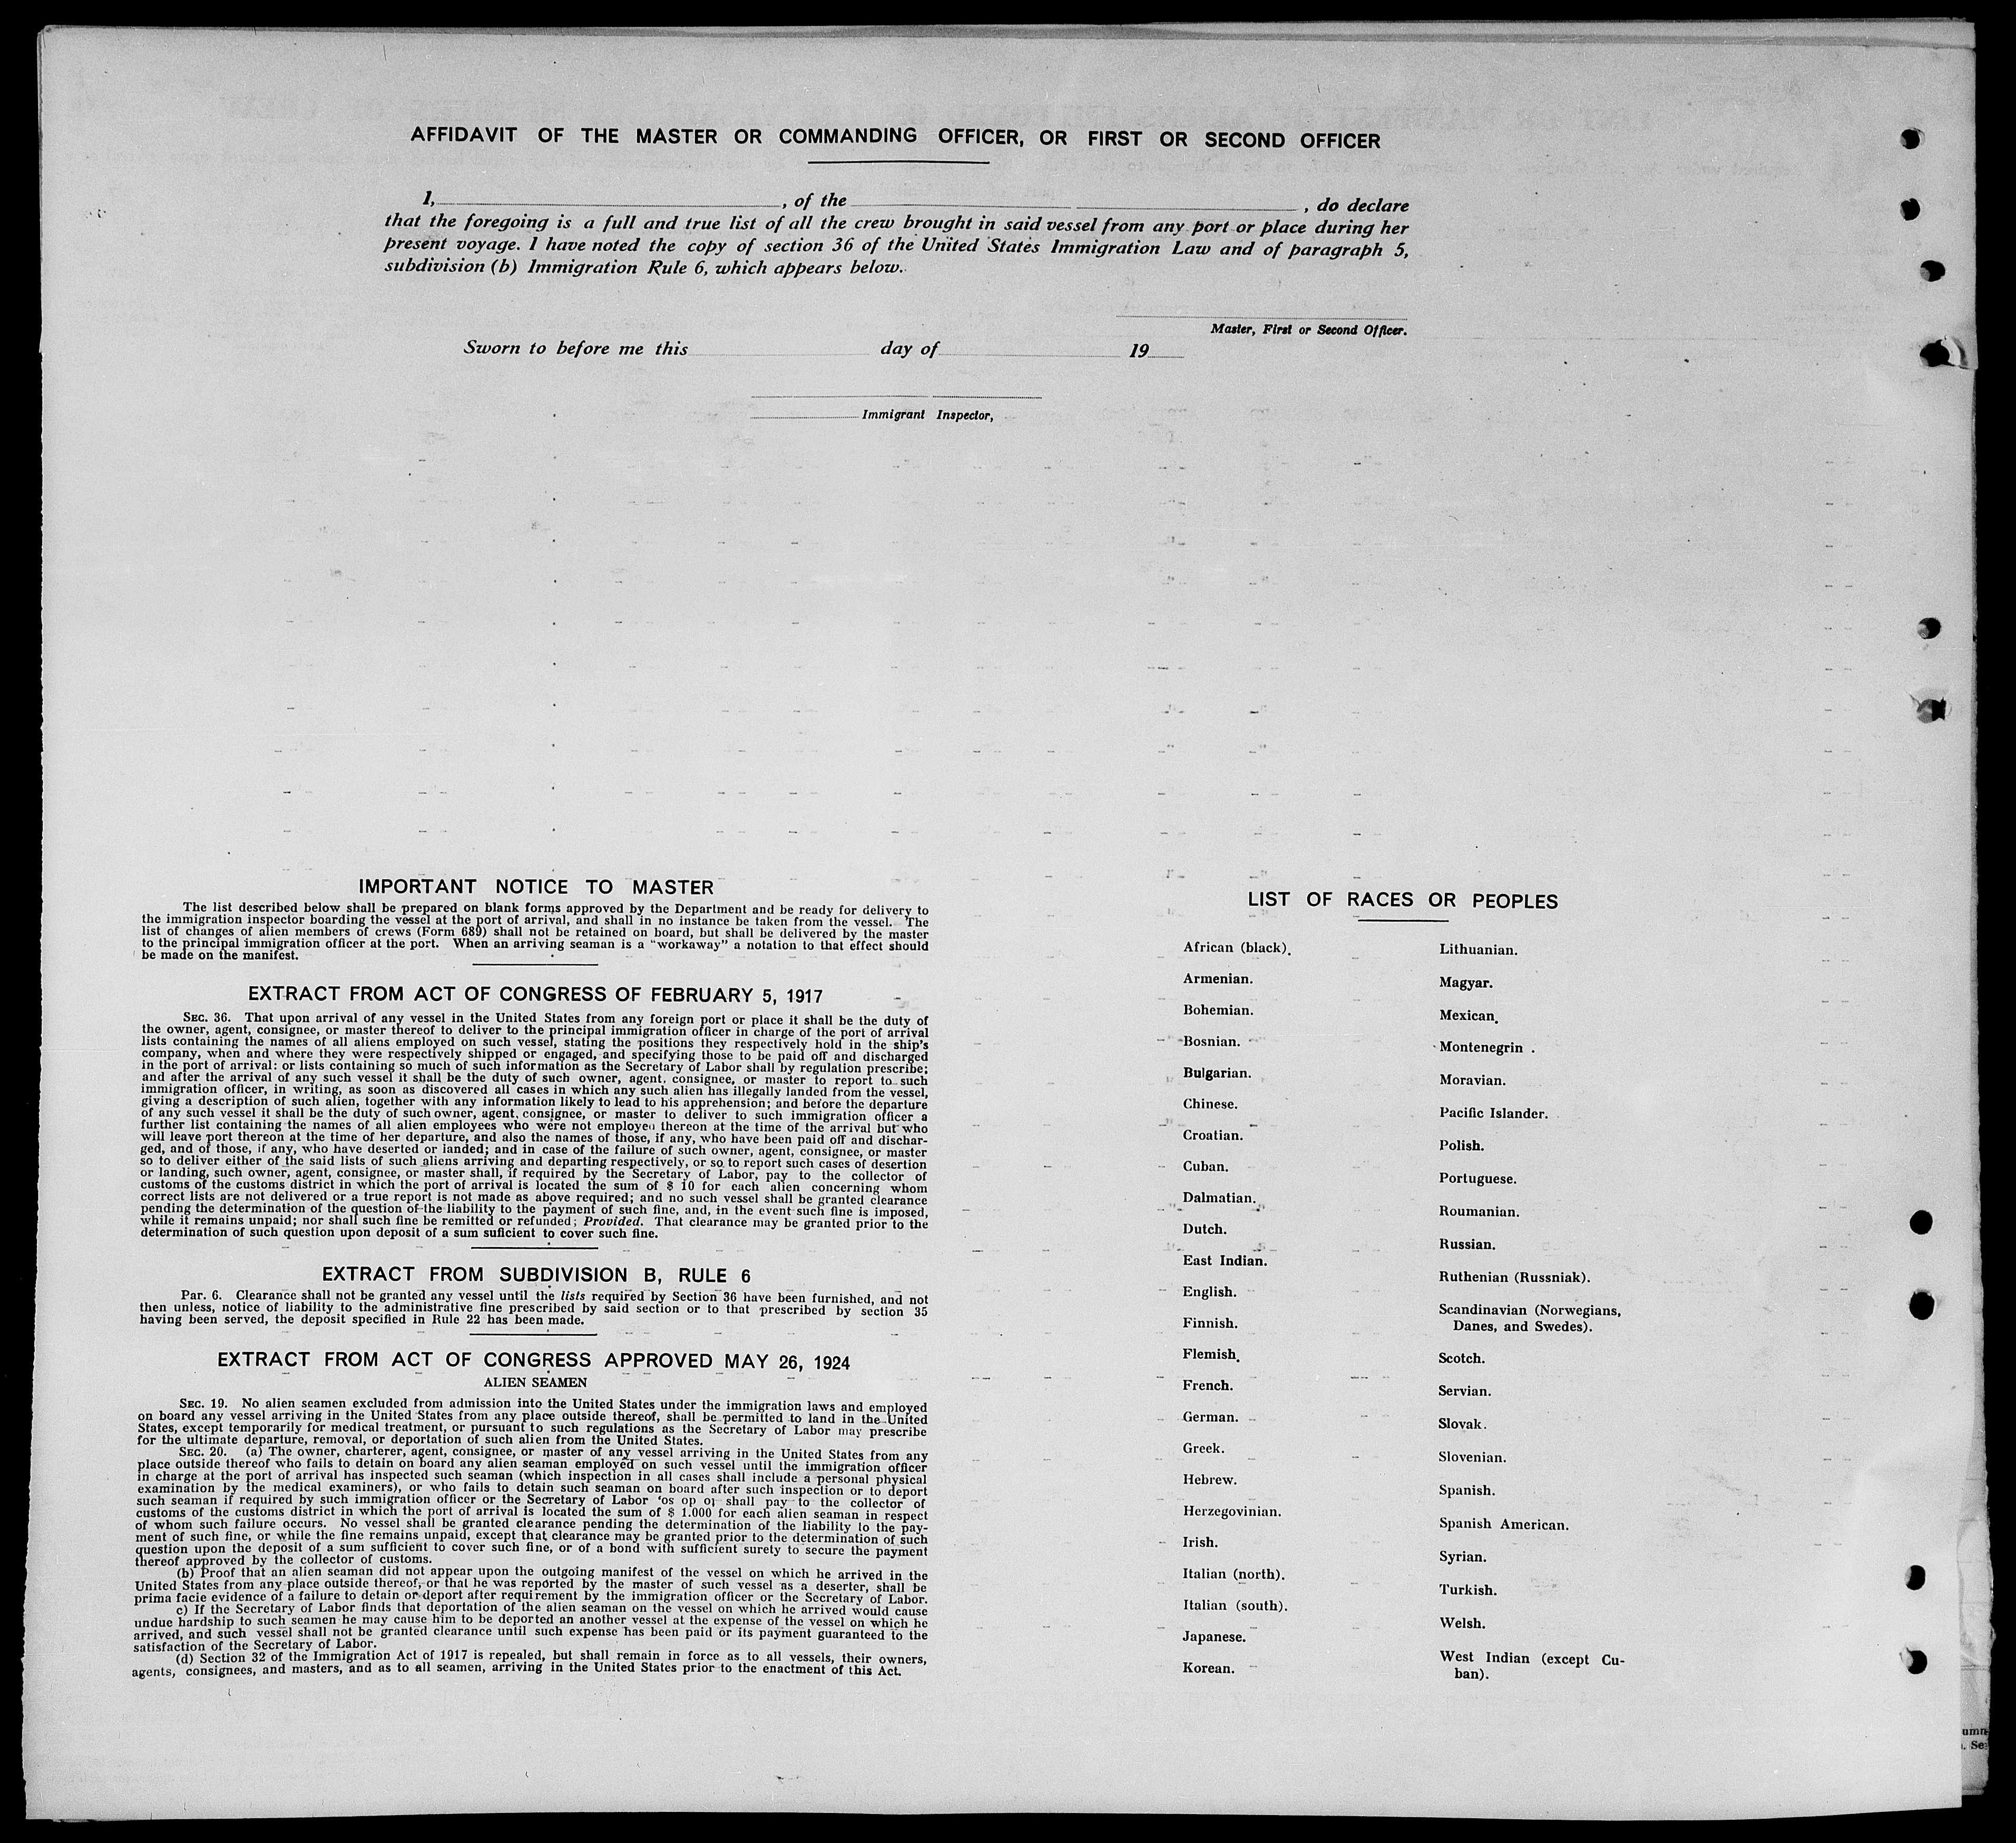 AFFIDAVIT OF THE MASTER OR COMMANDING OFFICER, OR FIRST OR SECOND OFFICER
I, , of the , do declare
that the foregoing is a full and true list of all the crew brought in said vessel from any port or place during her
present voyage. I have noted the copy of section 36 of the United States Immigration Law and of paragraph 5,
subdivision (b) Immigration Rule 6, which appears below.
Master, First or Second Officer.
Sworn to before me this day of 19
Immigrant Inspector,
IMPORTANT NOTICE TO MASTER
The list described below shall be prepared on blank forms approved by the Department and be ready for delivery to
the immigration inspector boarding the vessel at the port of arrival, and shall in no instance be taken from the vessel. The
list of changes of alien members of crews (Form 689) shall not be retained on board, but shall be delivered by the master
to the principal immigration officer at the port. When an arriving seaman is a "workaway" a notation to that effect should
be made on the manifest.
EXTRACT FROM ACT OF CONGRESS OF FEBRUARY 5, 1917
SEC. 36. That upon arrival of any vessel in the United States from any foreign port or place it shall be the duty of
the owner, agent, consignee, or master thereof to deliver to the principal immigration officer in charge of the port of arrival
lists containing the names of all aliens employed on such vessel, stating the positions they respectively hold in the ship's
company, when and where they were respectively shipped or engaged, and specifying those to be paid off and discharged
in the port of arrival: or lists containing so much of such information as the Secretary of Labor shall by regulation prescribe;
and after the arrival of any such vessel it shall be the duty of such owner, agent, consignee, or master to report to such
immigration officer, in writing, as soon as discovered all cases in which any such alien has illegally landed from the vessel,
giving a description of such alien, together with any information likely to lead to his apprehension; and before the departure
of any such vessel it shall be the duty of such owner, agent, consignee, or master to deliver to such immigration officer a
further list containing the names of all alien employees who were not employed thereon at the time of the arrival but who
will leave port thereon at the time of her departure, and also the names of those, if any, who have been paid off and dischar-
ged, and of those, if any, who have deserted or landed; and in case of the failure of such owner, agent, consignee, or master
so to deliver either of the said lists of such aliens arriving and departing respectively, or so to report such cases of desertion
or landing, such owner, agent, consignee, or master shall, if required by the Secretary of Labor, pay to the collector of
customs of the customs district in which the port of arrival is located the sum of $ 10 for each alien concerning whom
correct lists are not delivered or a true report is not made as above required; and no such vessel shall be granted clearance
pending the determination of the question of the liability to the payment of such fine, and, in the event such fine is imposed,
while it remains unpaid; nor shall such fine be remitted or refunded; Provided. That clearance may be granted prior to the
determination of such question upon deposit of a sum suficient to cover such fine.
EXTRACT FROM SUBDIVISION B, RULE 6
Par. 6. Clearance shall not be granted any vessel until the lists required by Section 36 have been furnished, and not
then unless, notice of liability to the administrative fine prescribed by said section or to that prescribed by section 35
having been served, the deposit specified in Rule 22 has been made.
EXTRACT FROM ACT OF CONGRESS APPROVED MAY 26, 1924
ALIEN SEAMEN
SEC. 19. No alien seamen excluded from admission into the United States under the immigration laws and employed
on board any vessel arriving in the United States from any place outside thereof, shall be permitted to land in the United
States, except temporarily for medical treatment, or pursuant to such regulations as the Secretary of Labor may prescribe
for the ultimate departure, removal, or deportation of such alien from the United States.
SEC. 20. (a) The owner, charterer, agent, consignee, or master of any vessel arriving in the United States from any
place outside thereof who fails to detain on board any alien seaman employed on such vessel until the immigration officer
in charge at the port of arrival has inspected such seaman (which inspection in all cases shall include a personal physical
examination by the medical examiners), or who fails to detain such seaman on board after such inspection or to deport
such seaman if required by such immigration officer or the Secretary of Labor 'os op oʇ shall pay to the collector of
customs of the customs district in which the port of arrival is located the sum of $ 1.000 for each alien seaman in respect
of whom such failure occurs. No vessel shall be granted clearance pending the determination of the liability to the pay-
ment of such fine, or while the fine remains unpaid, except that clearance may be granted prior to the determination of such
question upon the deposit of a sum sufficient to cover such fine, or of a bond with sufficient surety to secure the payment
thereof approved by the collector of customs.
(b) Proof that an alien seaman did not appear upon the outgoing manifest of the vessel on which he arrived in the
United States from any place outside thereof, or that he was reported by the master of such vessel as a deserter, shall be
prima facie evidence of a failure to detain or deport after requirement by the immigration officer or the Secretary of Labor.
c) If the Secretary of Labor finds that deportation of the alien seaman on the vessel on which he arrived would cause
undue hardship to such seamen he may cause him to be deported an another vessel at the expense of the vessel on which he
arrived, and such vessel shall not be granted clearance until such expense has been paid or its payment guaranteed to the
satisfaction of the Secretary of Labor.
(d) Section 32 of the Immigration Act of 1917 is repealed, but shall remain in force as to all vessels, their owners,
agents, consignees, and masters, and as to all seamen, arriving in the United States prior to the enactment of this Act.
LIST OF RACES OR PEOPLES
African (black).
Armenian.
Bohemian.
Bosnian.
Bulgarian.
Chinese.
Croatian.
Cuban.
Dalmatian.
Dutch.
East Indian.
English.
Finnish.
Flemish.
French.
German.
Greek.
Hebrew.
Herzegovinian.
Irish.
Italian (north).
Italian (south).
Japanese.
Korean.
Lithuanian.
Magyar.
Mexican.
Montenegrin .
Moravian.
Pacific Islander.
Polish.
Portuguese.
Roumanian.
Russian.
Ruthenian (Russniak).
Scandinavian (Norwegians,
Danes, and Swedes).
Scotch.
Servian.
Slovak.
Slovenian.
Spanish.
Spanish American.
Syrian.
Turkish.
Welsh.
West Indian (except Cu-
ban).